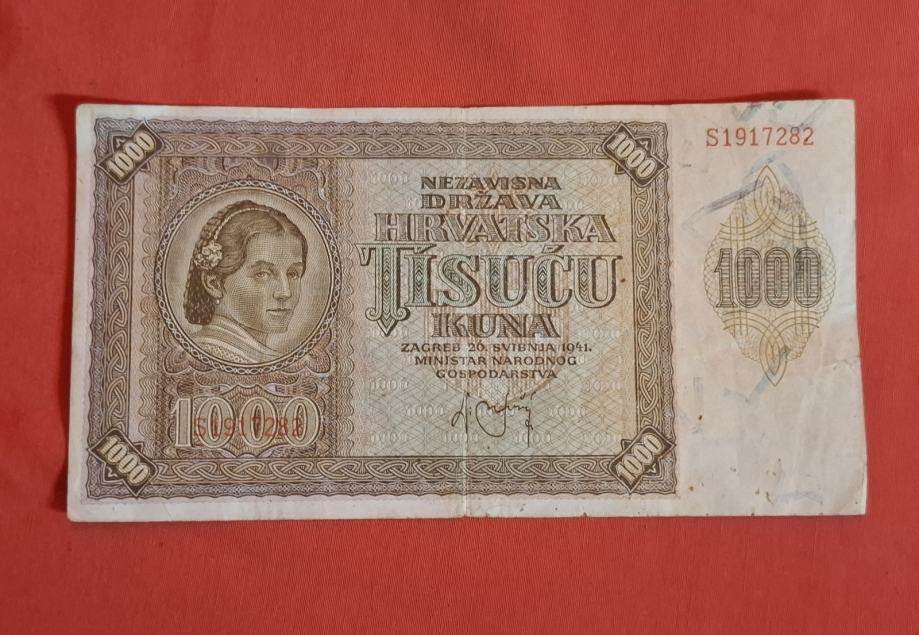 1000
1000
S1917282
NEZAVISNA
DRŽAVA
HRVATSKA
TISUĆU
KUNA
ZAGREB 26. SVIBNJA 1941.
MINISTAR NARODNOG
GOSPODARSTVA
1000
1000
S1917282
1000
1000